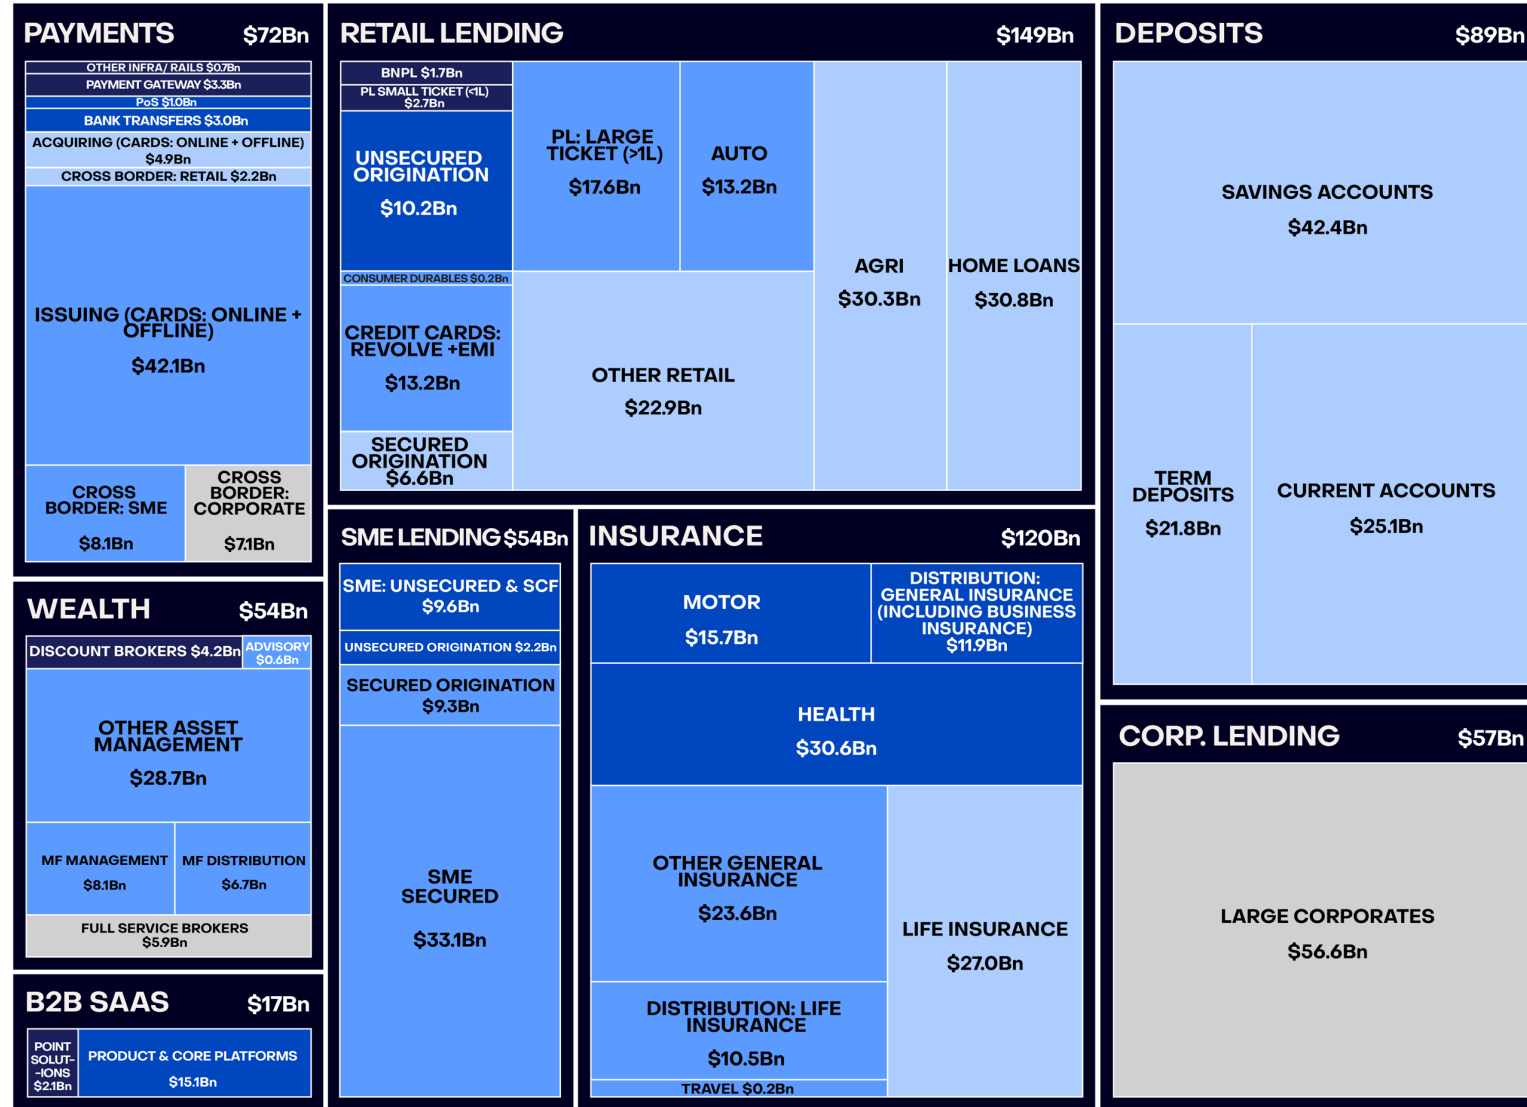 PAYMENTS $72Bn
OTHER INFRA/ RAILS $0.7Bn
PAYMENT GATEWAY $3.3Bn
PoS $1.0Bn
BANK TRANSFERS $3.0Bn
ACQUIRING (CARDS: ONLINE + OFFLINE)
$4.9Bn
CROSS BORDER: RETAIL $2.2Bn
ISSUING (CARDS: ONLINE +
OFFLINE)
$42.1Bn
CROSS
BORDER: SME
$8.1Bn
CROSS
BORDER:
CORPORATE
$7.1Bn
WEALTH $54Bn
DISCOUNT BROKERS $4.2Bn
ADVISORY
$0.6Bn
OTHER ASSET
MANAGEMENT
$28.7Bn
MF MANAGEMENT
$8.1Bn
MF DISTRIBUTION
$6.7Bn
FULL SERVICE BROKERS
$5.9Bn
B2B SAAS $17Bn
POINT
SOLUT-
-IONS
$2.1Bn
PRODUCT & CORE PLATFORMS
$15.1Bn
RETAIL LENDING $149Bn
BNPL $1.7Bn
PL SMALL TICKET (<1L)
$2.7Bn
UNSECURED
ORIGINATION
$10.2Bn
CONSUMER DURABLES $0.2Bn
CREDIT CARDS:
REVOLVE +EMI
$13.2Bn
SECURED
ORIGINATION
$6.6Bn
PL: LARGE
TICKET (>1L)
$17.6Bn
AUTO
$13.2Bn
OTHER RETAIL
$22.9Bn
AGRI
$30.3Bn
HOME LOANS
$30.8Bn
SME LENDING $54Bn
SME: UNSECURED & SCF
$9.6Bn
UNSECURED ORIGINATION $2.2Bn
SECURED ORIGINATION
$9.3Bn
SME
SECURED
$33.1Bn
INSURANCE $120Bn
MOTOR
$15.7Bn
DISTRIBUTION:
GENERAL INSURANCE
(INCLUDING BUSINESS
INSURANCE)
$11.9Bn
HEALTH
$30.6Bn
OTHER GENERAL
INSURANCE
$23.6Bn
DISTRIBUTION: LIFE
INSURANCE
$10.5Bn
TRAVEL $0.2Bn
LIFE INSURANCE
$27.0Bn
DEPOSITS $89Bn
SAVINGS ACCOUNTS
$42.4Bn
TERM
DEPOSITS
$21.8Bn
CURRENT ACCOUNTS
$25.1Bn
CORP. LENDING $57Bn
LARGE CORPORATES
$56.6Bn